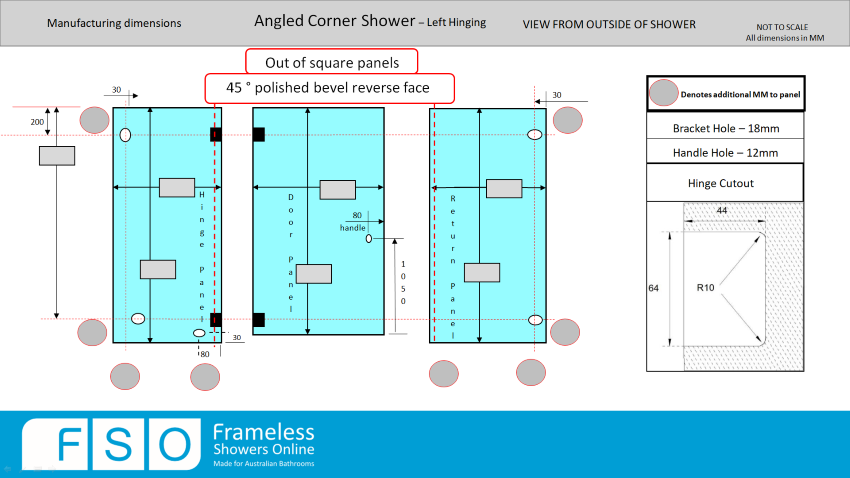 Manufacturing dimensions
Angled Corner Shower – Left Hinging
VIEW FROM OUTSIDE OF SHOWER
NOT TO SCALE
All dimensions in MM
Out of square panels
45 ° polished bevel reverse face
30
200
Hinge Panel
30
80
Door Panel
80
handle
1050
30
Return Panel
Denotes additional MM to panel
Bracket Hole – 18mm
Handle Hole – 12mm
Hinge Cutout
44
64
R10
FSO
Frameless
Showers Online
Made for Australian Bathrooms